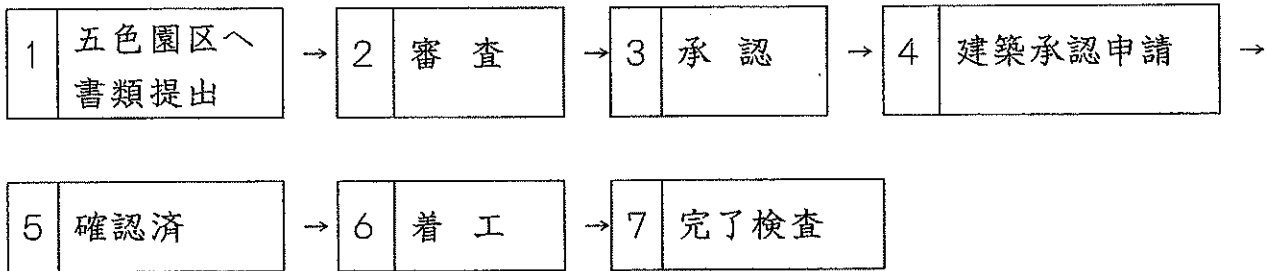 1 五色園区へ書類提出 → 2 審査 → 3 承認 → 4 建築承認申請 →
5 確認済 → 6 着工 → 7 完了検査